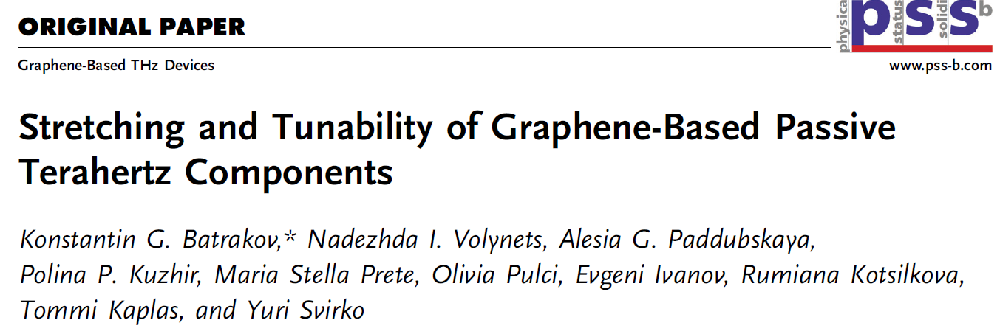 ORIGINAL PAPER
physica
pss
status
solidi
b
Graphene-Based THz Devices
www.pss-b.com
Stretching and Tunability of Graphene-Based Passive
Terahertz Components
Konstantin G. Batrakov,* Nadezhda I. Volynets, Alesia G. Paddubskaya,
Polina P. Kuzhir, Maria Stella Prete, Olivia Pulci, Evgeni Ivanov, Rumiana Kotsilkova,
Tommi Kaplas, and Yuri Svirko